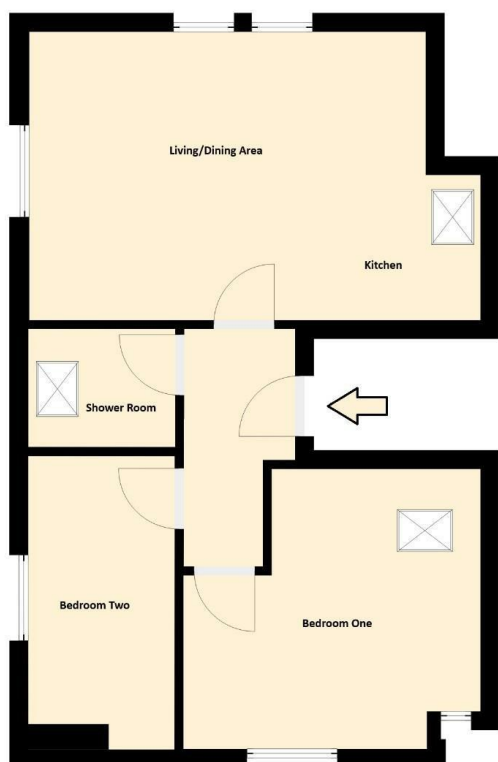 Living/Dining Area
Kitchen
Shower Room
Bedroom Two
Bedroom One